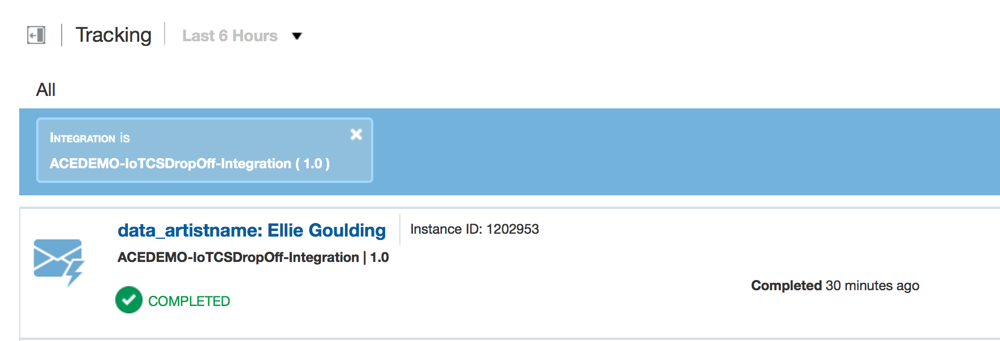 Tracking
Last 6 Hours
All
INTEGRATION is
ACEDEMO-IoTCSDropOff-Integration ( 1.0 )
data_artistname: Ellie Goulding
Instance ID: 1202953
ACEDEMO-IoTCSDropOff-Integration | 1.0
Completed 30 minutes ago
COMPLETED